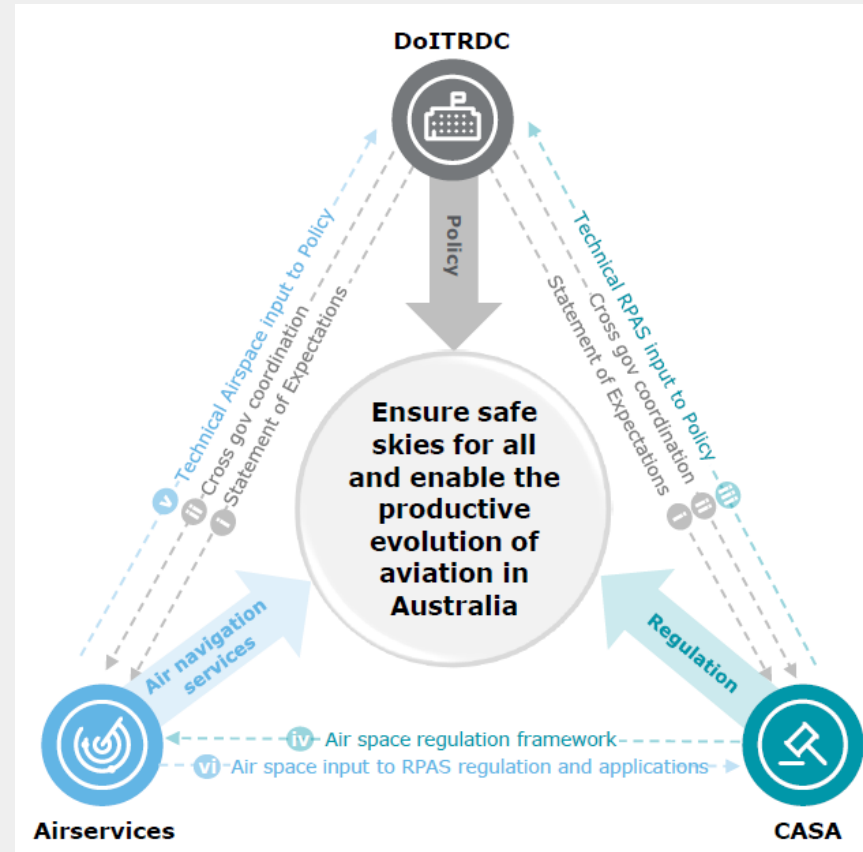 DoITRDC
Policy
v Technical Airspace input to Policy
ii Cross gov coordination
i Statement of Expectations
Technical RPAS input to Policy iii
Cross gov coordination ii
Statement of Expectations i
Ensure safe
skies for all
and enable the
productive
evolution of
aviation in
Australia
Air navigation
services
Regulation
iv Air space regulation framework
vi Air space input to RPAS regulation and applications
Airservices
CASA